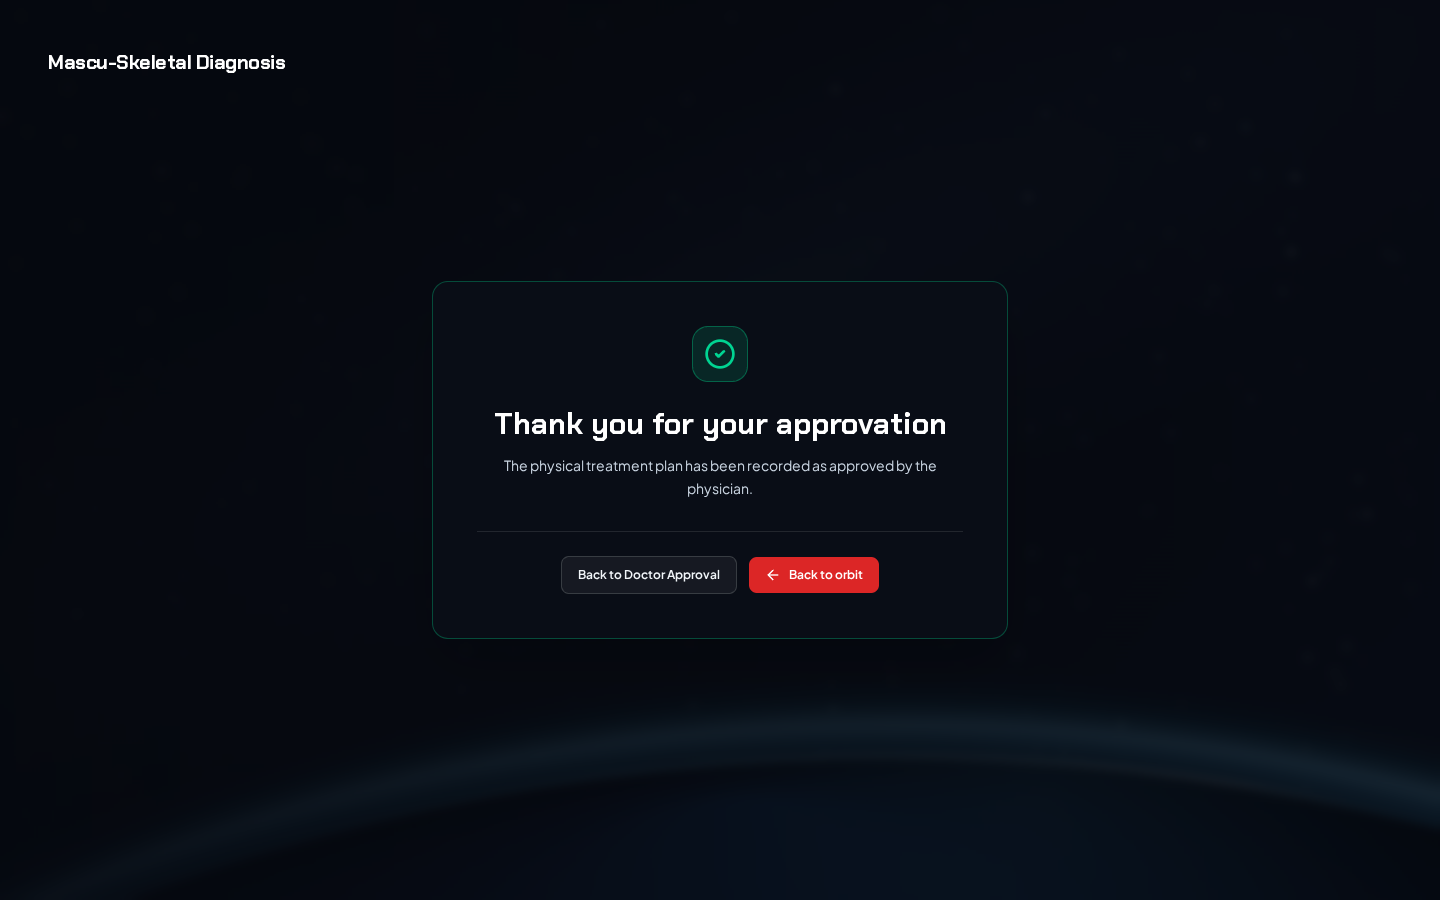 Mascu-Skeletal Diagnosis
Thank you for your approvation
The physical treatment plan has been recorded as approved by the
physician.
Back to Doctor Approval
Back to orbit